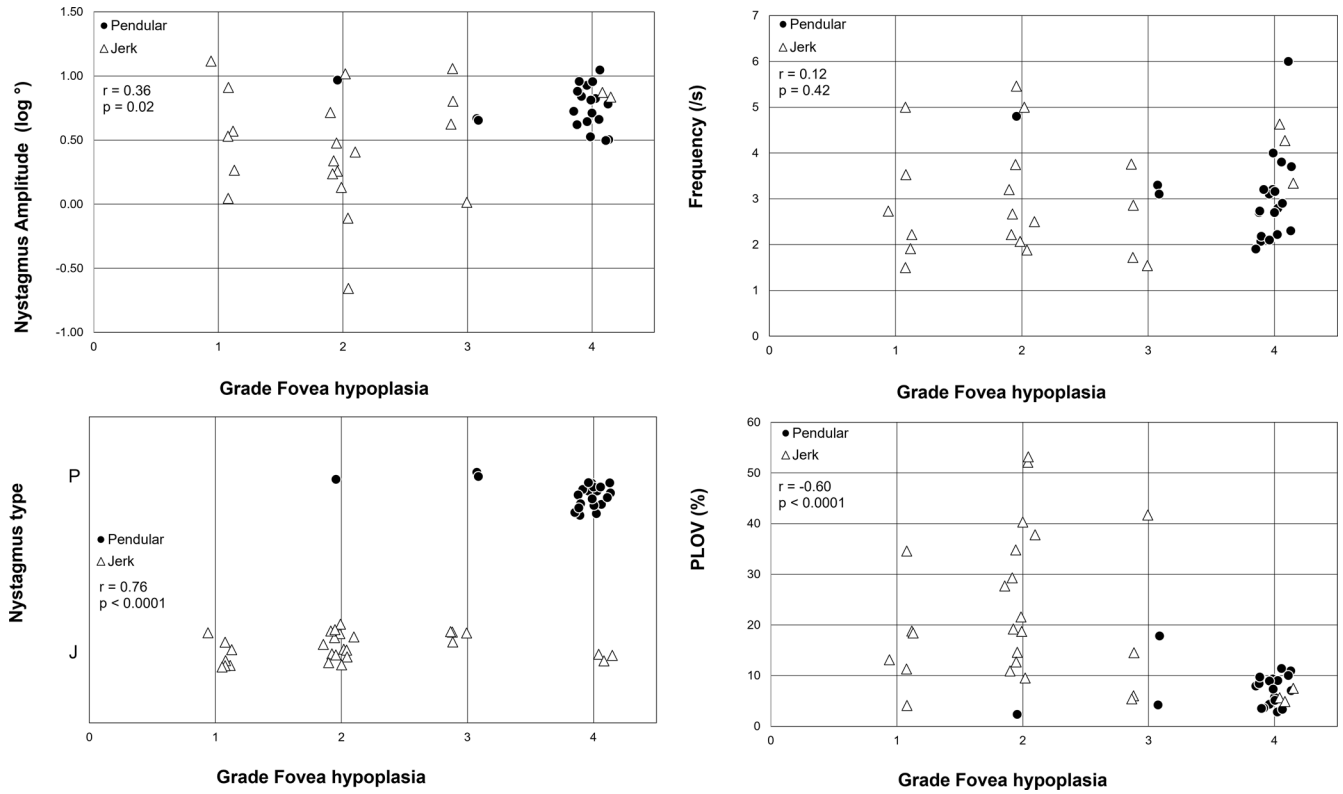 1.50
1.00
0.50
0.00
-0.50
-1.00
Nystagmus Amplitude (log °)
Pendular
Jerk
r = 0.36
p = 0.02
0 1 2 3 4
Grade Fovea hypoplasia
7
6
5
4
3
2
1
0
Frequency (/s)
Pendular
Jerk
r = 0.12
p = 0.42
0 1 2 3 4
Grade Fovea hypoplasia
P
J
Nystagmus type
Pendular
Jerk
r = 0.76
p < 0.0001
0 1 2 3 4
Grade Fovea hypoplasia
60
50
40
30
20
10
0
PLOV (%)
Pendular
Jerk
r = -0.60
p < 0.0001
0 1 2 3 4
Grade Fovea hypoplasia